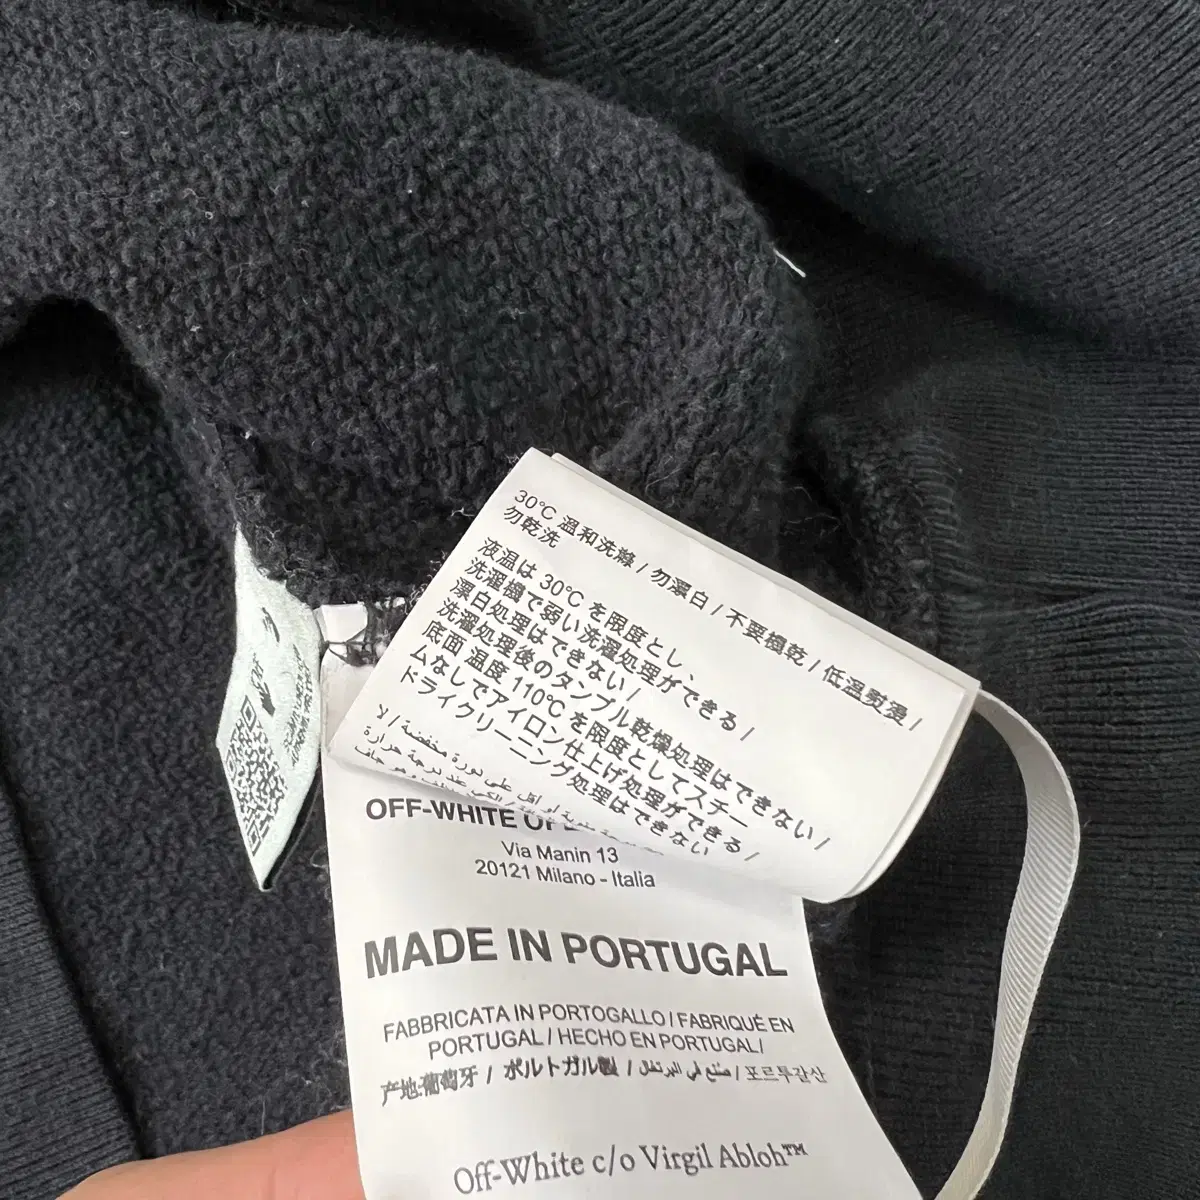 30℃ 溫和洗滌 / 勿漂白 / 不要機乾 / 低溫熨燙 /
勿乾洗
液温は 30℃ を限度とし、
洗濯機で弱い洗濯処理ができる /
漂白処理はできない /
洗濯処理後のタンブル乾燥処理はできない /
底面温度 110℃ を限度としてスチー
ムなしでアイロン仕上げ処理ができる /
ドライクリーニング処理はできない
OFF-WHITE
Via Manin 13
20121 Milano - Italia
MADE IN PORTUGAL
FABBRICATA IN PORTOGALLO / FABRIQUÉ EN
PORTUGAL / HECHO EN PORTUGAL/
产地:葡萄牙 / ポルトガル製 / صنع في البرتغال / 포르투갈산
Off-White c/o Virgil Abloh™
OFF